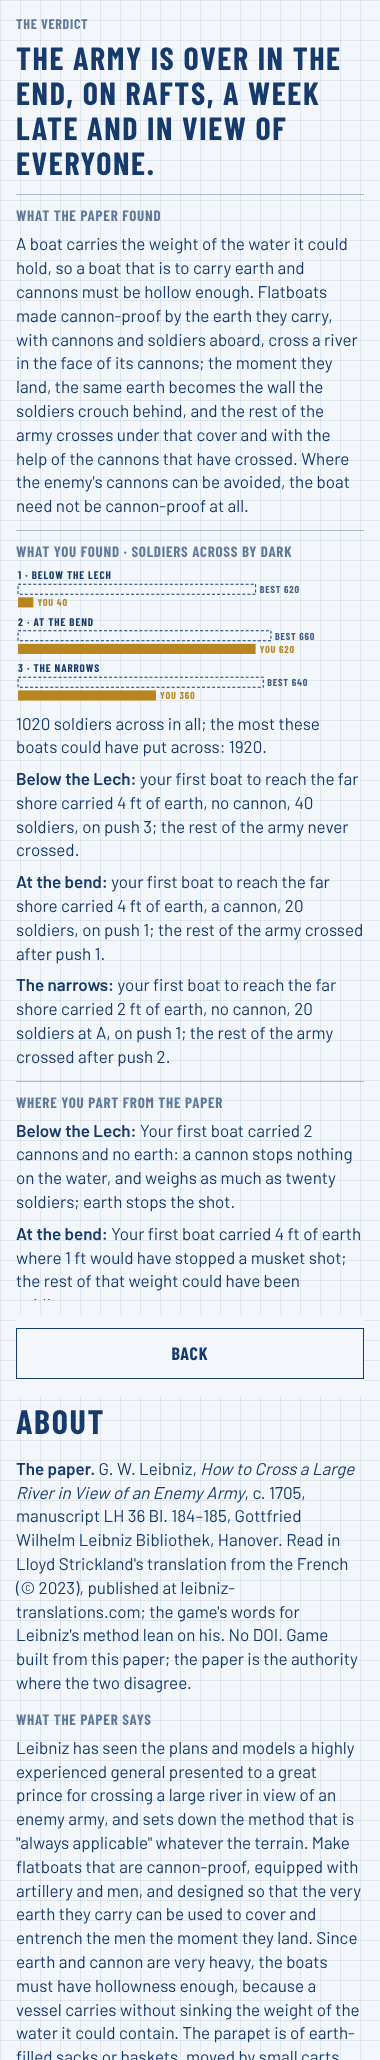 THE VERDICT
THE ARMY IS OVER IN THE
END, ON RAFTS, A WEEK
LATE AND IN VIEW OF
EVERYONE.
WHAT THE PAPER FOUND
A boat carries the weight of the water it could
hold, so a boat that is to carry earth and
cannons must be hollow enough. Flatboats
made cannon-proof by the earth they carry,
with cannons and soldiers aboard, cross a river
in the face of its cannons; the moment they
land, the same earth becomes the wall the
soldiers crouch behind, and the rest of the
army crosses under that cover and with the
help of the cannons that have crossed. Where
the enemy's cannons can be avoided, the boat
need not be cannon-proof at all.
WHAT YOU FOUND · SOLDIERS ACROSS BY DARK
1 · BELOW THE LECH
BEST 620
YOU 40
2 · AT THE BEND
BEST 660
YOU 620
3 · THE NARROWS
BEST 640
YOU 360
1020 soldiers across in all; the most these
boats could have put across: 1920.
Below the Lech: your first boat to reach the far
shore carried 4 ft of earth, no cannon, 40
soldiers, on push 3; the rest of the army never
crossed.
At the bend: your first boat to reach the far
shore carried 4 ft of earth, a cannon, 20
soldiers, on push 1; the rest of the army crossed
after push 1.
The narrows: your first boat to reach the far
shore carried 2 ft of earth, no cannon, 20
soldiers at A, on push 1; the rest of the army
crossed after push 2.
WHERE YOU PART FROM THE PAPER
Below the Lech: Your first boat carried 2
cannons and no earth: a cannon stops nothing
on the water, and weighs as much as twenty
soldiers; earth stops the shot.
At the bend: Your first boat carried 4 ft of earth
where 1 ft would have stopped a musket shot;
the rest of that weight could have been
BACK
ABOUT
The paper. G. W. Leibniz, How to Cross a Large
River in View of an Enemy Army, c. 1705,
manuscript LH 36 Bl. 184–185, Gottfried
Wilhelm Leibniz Bibliothek, Hanover. Read in
Lloyd Strickland's translation from the French
(© 2023), published at leibniz-
translations.com; the game's words for
Leibniz's method lean on his. No DOI. Game
built from this paper; the paper is the authority
where the two disagree.
WHAT THE PAPER SAYS
Leibniz has seen the plans and models a highly
experienced general presented to a great
prince for crossing a large river in view of an
enemy army, and sets down the method that is
"always applicable" whatever the terrain. Make
flatboats that are cannon-proof, equipped with
artillery and men, and designed so that the very
earth they carry can be used to cover and
entrench the men the moment they land. Since
earth and cannon are very heavy, the boats
must have hollowness enough, because a
vessel carries without sinking the weight of the
water it could contain. The parapet is of earth-
filled sacks or baskets, moved by small carts